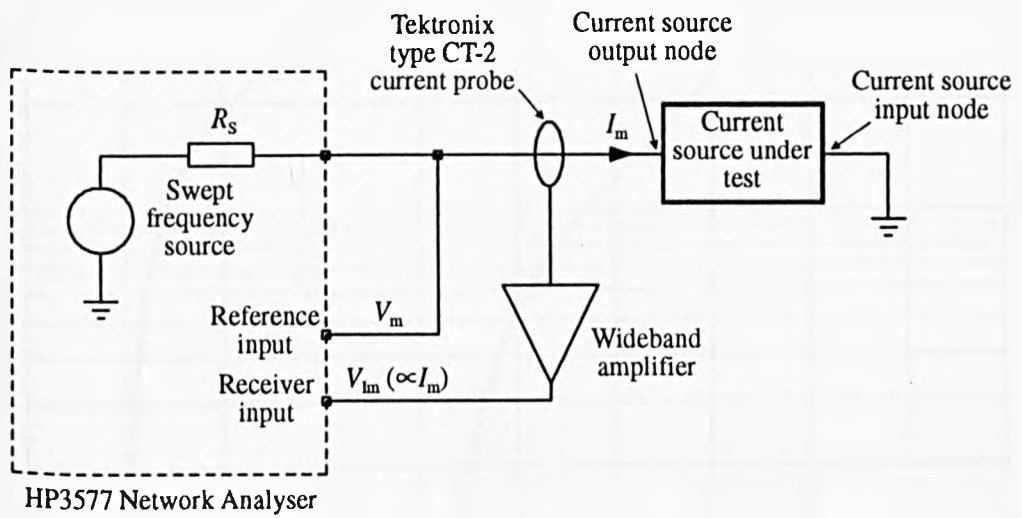 Tektronix
type CT-2
current probe
Current source
output node
Current source
input node
R_s
I_m
Current
source under
test
Swept
frequency
source
Reference
input
V_m
Receiver
input
V_Im (∝I_m)
Wideband
amplifier
HP3577 Network Analyser